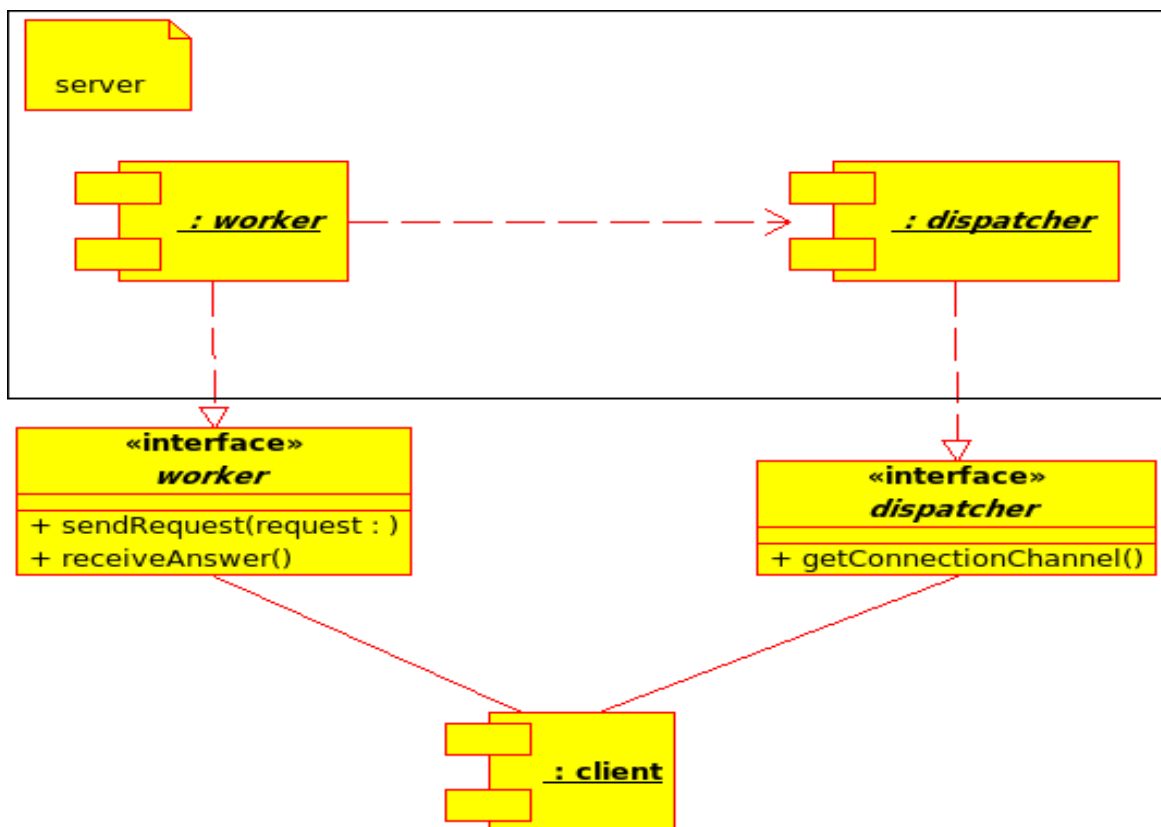 server
: worker
: dispatcher
«interface»
worker
+ sendRequest(request : )
+ receiveAnswer()
«interface»
dispatcher
+ getConnectionChannel()
: client